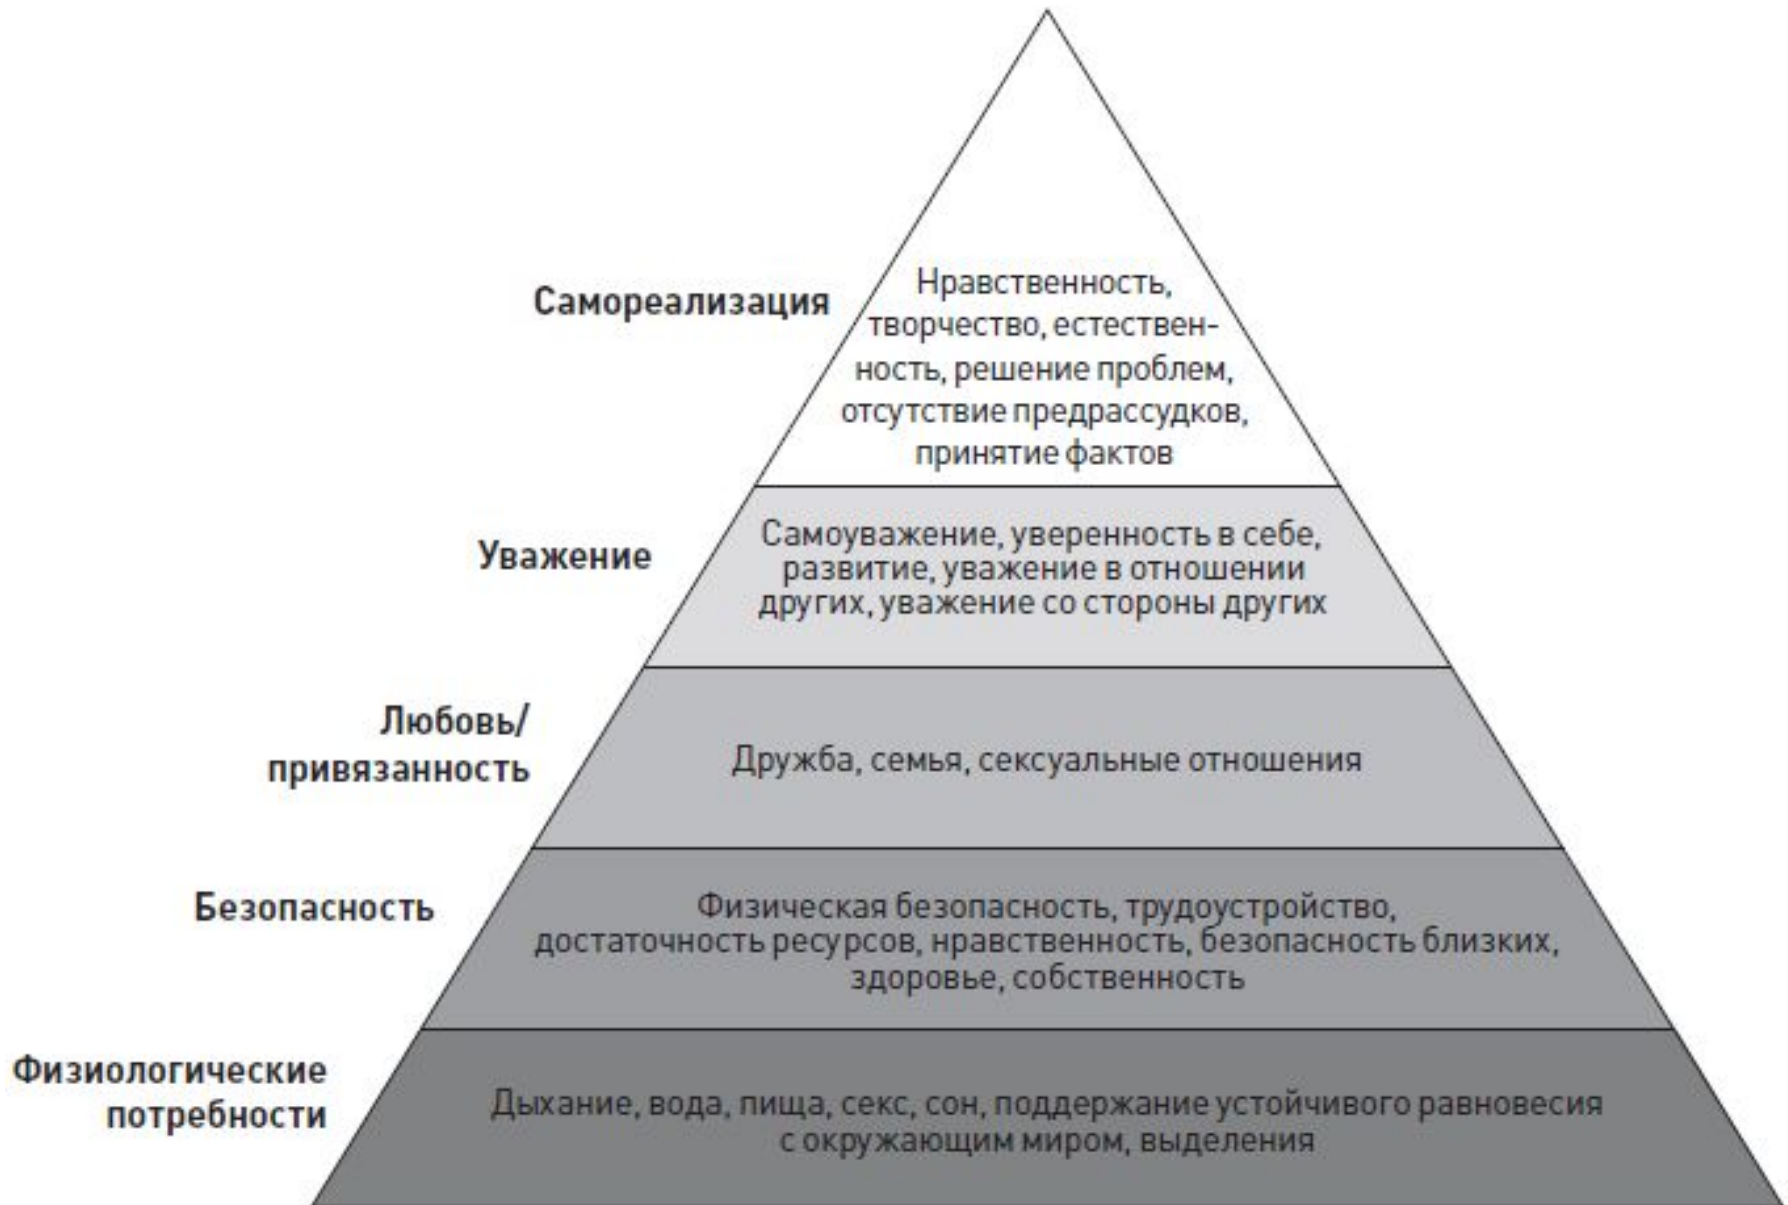 Самореализация
Нравственность,
творчество, естествен-
ность, решение проблем,
отсутствие предрассудков,
принятие фактов
Уважение
Самоуважение, уверенность в себе,
развитие, уважение в отношении
других, уважение со стороны других
Любовь/
привязанность
Дружба, семья, сексуальные отношения
Безопасность
Физическая безопасность, трудоустройство,
достаточность ресурсов, нравственность, безопасность близких,
здоровье, собственность
Физиологические
потребности
Дыхание, вода, пища, секс, сон, поддержание устойчивого равновесия
с окружающим миром, выделения